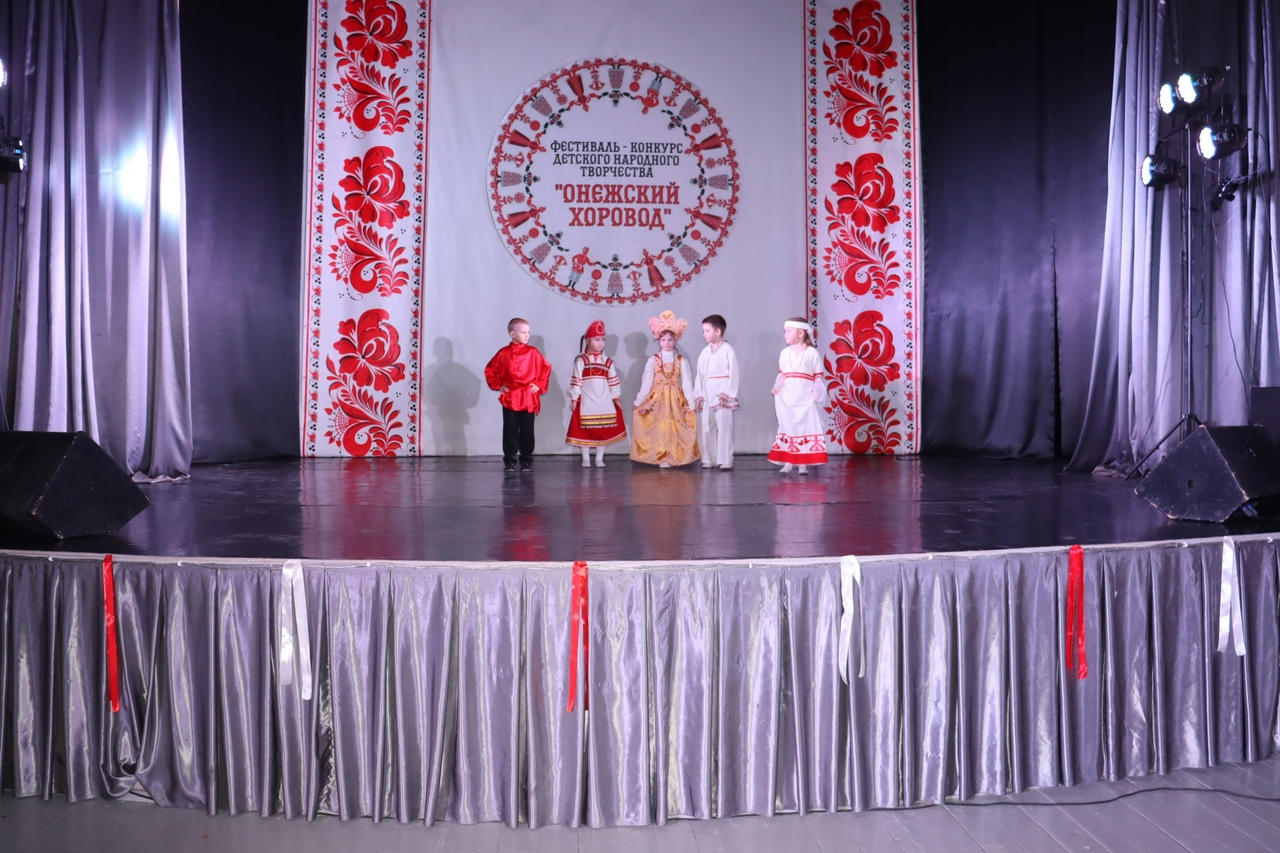 ФЕСТИВАЛЬ - КОНКУРС
ДЕТСКОГО НАРОДНОГО
ТВОРЧЕСТВА
"ОНЕЖСКИЙ
ХОРОВОД"